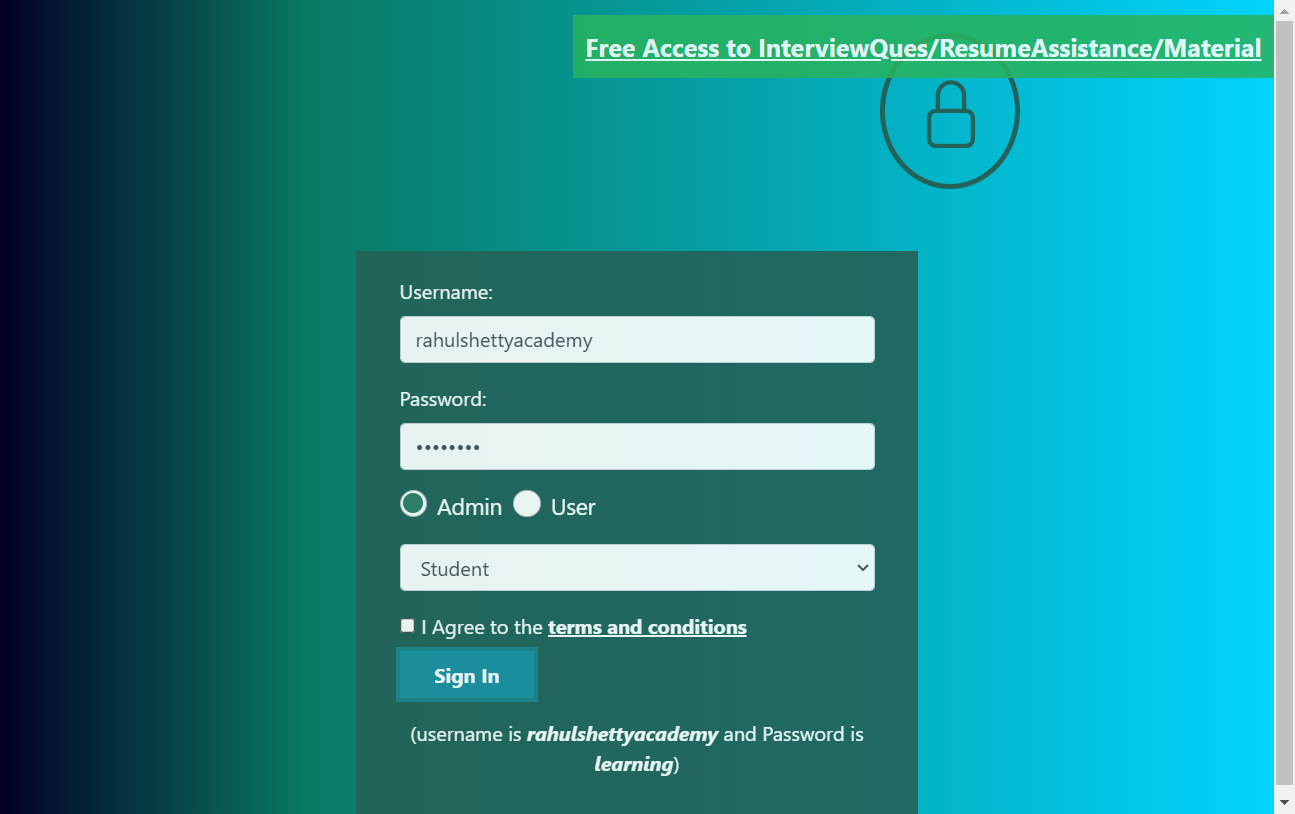 Free Access to InterviewQues/ResumeAssistance/Material
Username:
rahulshettyacademy
Password:
••••••••
Admin User
Student
I Agree to the terms and conditions
Sign In
(username is rahulshettyacademy and Password is
learning)